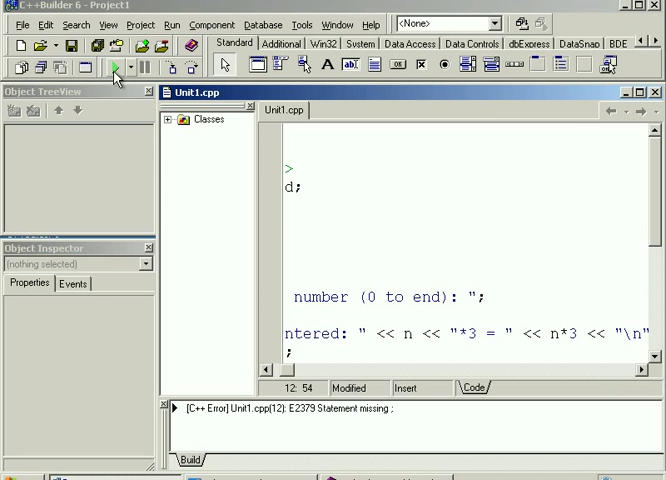 C++Builder 6 - Project1
File Edit Search View Project Run Component Database Tools Window Help <None>
Standard Additional Win32 System Data Access Data Controls dbExpress DataSnap BDE
Object TreeView
Unit1.cpp
Classes
Unit1.cpp
>
d;
number (0 to end): ";
ntered: " << n << "*3 = " << n*3 << "\n"
;
Object Inspector
(nothing selected)
Properties Events
12: 54 Modified Insert Code
[C++ Error] Unit1.cpp(12): E2379 Statement missing ;
Build